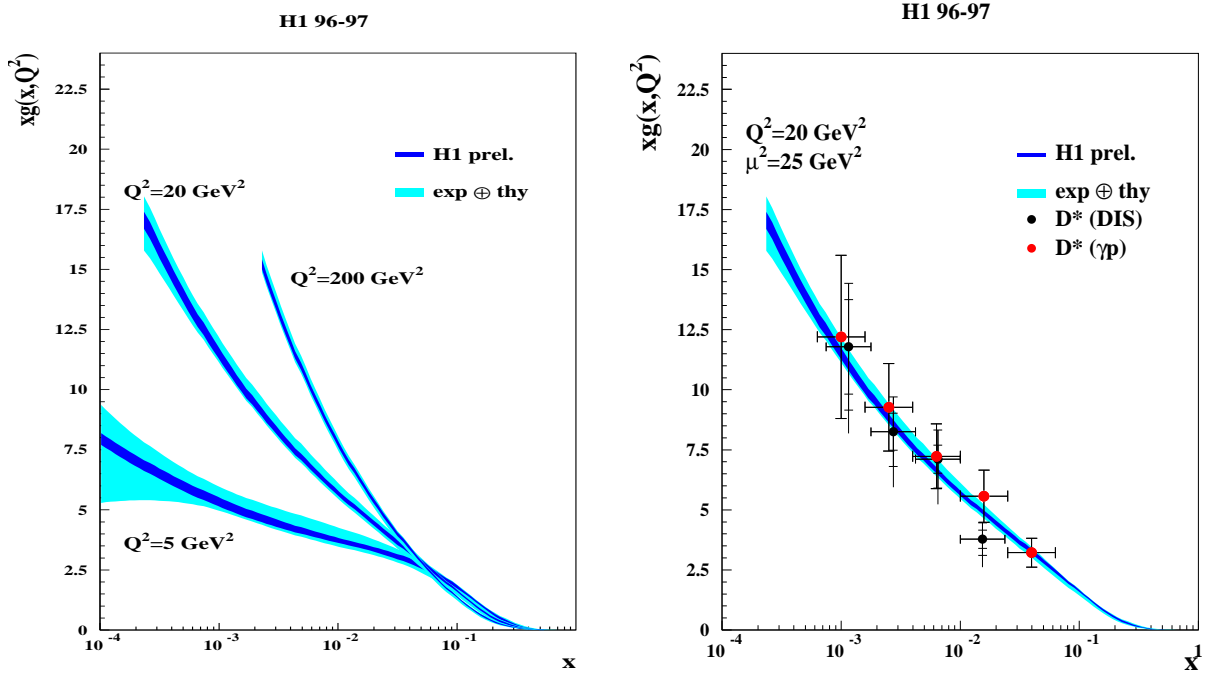 H1 96-97
xg(x,Q²)
22.5
20
17.5
15
12.5
10
7.5
5
2.5
0
Q²=20 GeV²
Q²=200 GeV²
Q²=5 GeV²
H1 prel.
exp ⊕ thy
10⁻⁴
10⁻³
10⁻²
10⁻¹
x
H1 96-97
xg(x,Q²)
22.5
20
17.5
15
12.5
10
7.5
5
2.5
0
Q²=20 GeV²
μ²=25 GeV²
H1 prel.
exp ⊕ thy
D* (DIS)
D* (γp)
10⁻⁴
10⁻³
10⁻²
10⁻¹
1
x